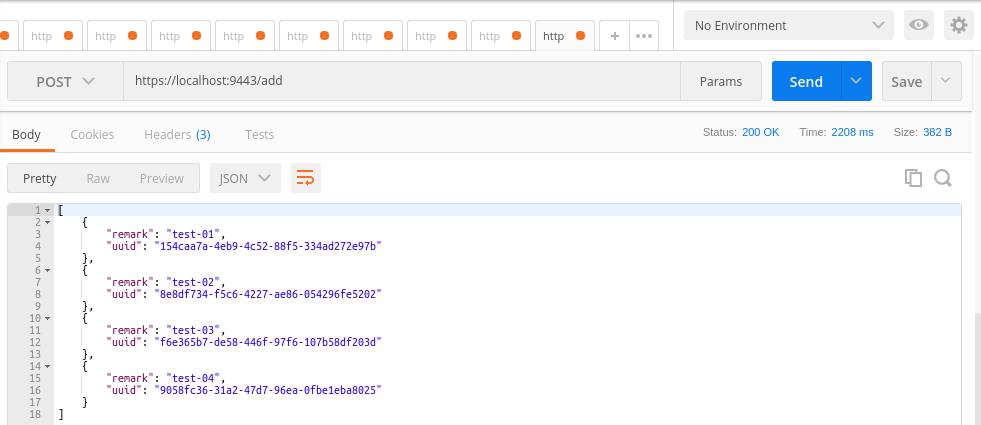 http http http http http http http http http + ••• No Environment
POST https://localhost:9443/add Params Send Save
Body Cookies Headers (3) Tests Status: 200 OK Time: 2208 ms Size: 382 B
Pretty Raw Preview JSON
1 [
2 {
3 "remark": "test-01",
4 "uuid": "154caa7a-4eb9-4c52-88f5-334ad272e97b"
5 },
6 {
7 "remark": "test-02",
8 "uuid": "8e8df734-f5c6-4227-ae86-054296fe5202"
9 },
10 {
11 "remark": "test-03",
12 "uuid": "f6e365b7-de58-446f-97f6-107b58df203d"
13 },
14 {
15 "remark": "test-04",
16 "uuid": "9058fc36-31a2-47d7-96ea-0fbe1eba8025"
17 }
18 ]